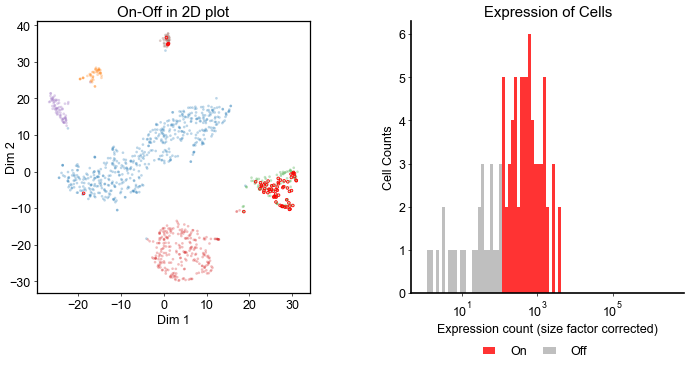 On-Off in 2D plot
40
30
20
10
0
−10
−20
−30
Dim 2
−20 −10 0 10 20 30
Dim 1
Expression of Cells
6
5
4
3
2
1
0
Cell Counts
10¹ 10³ 10⁵
Expression count (size factor corrected)
On Off